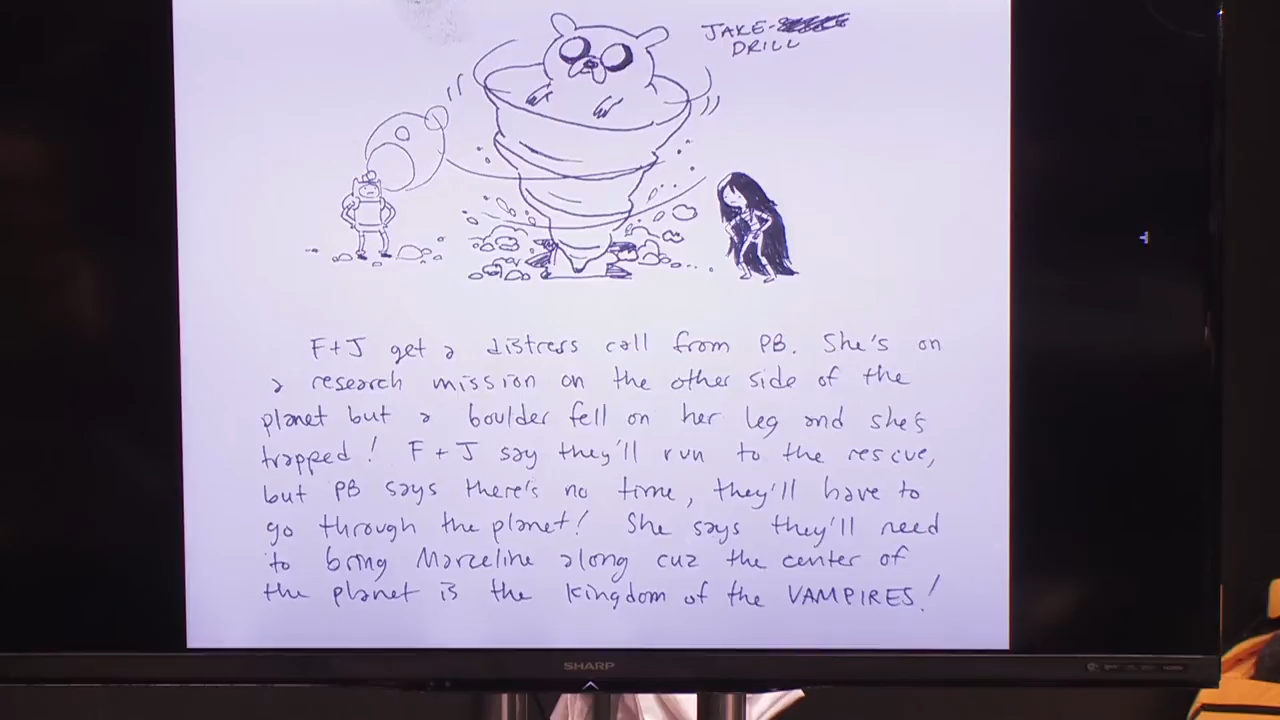 JAKE-
DRILL
F+J get a distress call from PB. She's on
a research mission on the other side of the
planet but a boulder fell on her leg and she's
trapped! F+J say they'll run to the rescue,
but PB says there's no time, they'll have to
go through the planet! She says they'll need
to bring Marceline along cuz the center of
the planet is the kingdom of the VAMPIRES!
SHARP